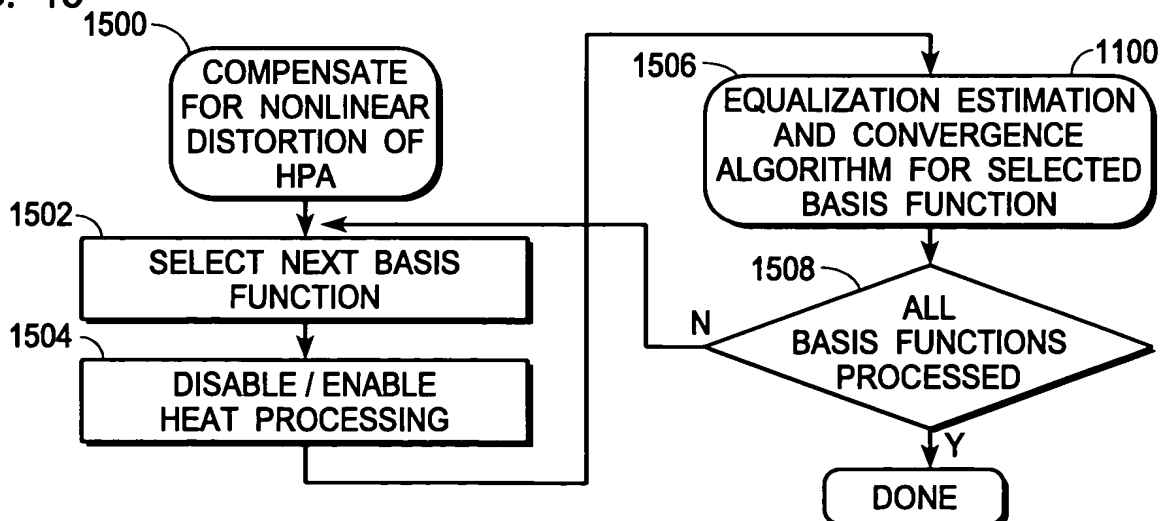 1500
COMPENSATE
FOR NONLINEAR
DISTORTION OF
HPA
1502
SELECT NEXT BASIS
FUNCTION
1504
DISABLE / ENABLE
HEAT PROCESSING
1506
1100
EQUALIZATION ESTIMATION
AND CONVERGENCE
ALGORITHM FOR SELECTED
BASIS FUNCTION
1508
ALL
BASIS FUNCTIONS
PROCESSED
N
Y
DONE